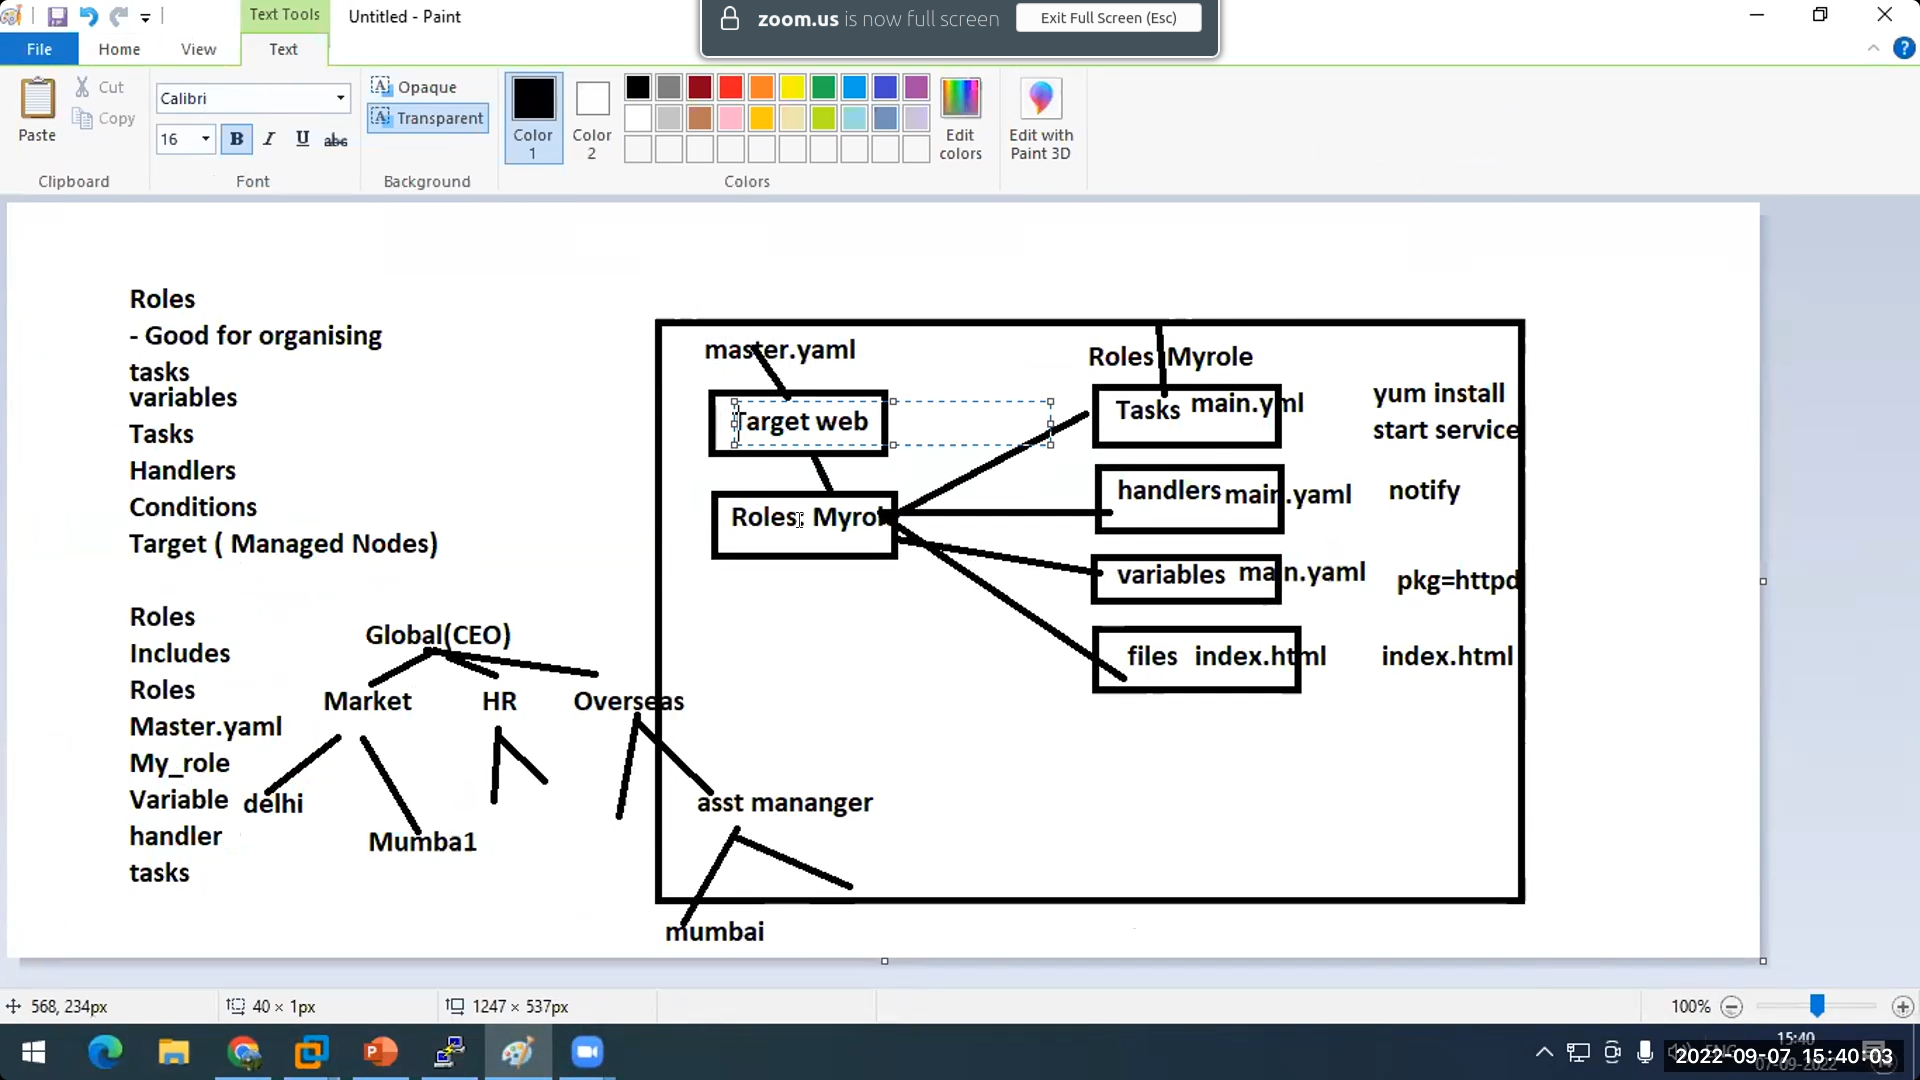 Text Tools
Untitled - Paint
zoom.us is now full screen
Exit Full Screen (Esc)
File
Home
View
Text
Paste
Cut
Copy
Clipboard
Calibri
16
B
I
U
abc
Font
A Opaque
A Transparent
Background
Color
1
Color
2
Edit
colors
Colors
Edit with
Paint 3D
Roles
- Good for organising
tasks
variables
Tasks
Handlers
Conditions
Target ( Managed Nodes)
Roles
Includes
Roles
Master.yaml
My_role
Variable
handler
tasks
Global(CEO)
Market
HR
Overseas
delhi
Mumba1
asst mananger
mumbai
master.yaml
Target web
Roles: Myrole
Roles Myrole
Tasks main.yml
yum install
start service
handlers main.yaml
notify
variables main.yaml
pkg=httpd
files index.html
index.html
568, 234px
40 × 1px
1247 × 537px
100%
15:40
07-09-2022
2022-09-07 15:40:03